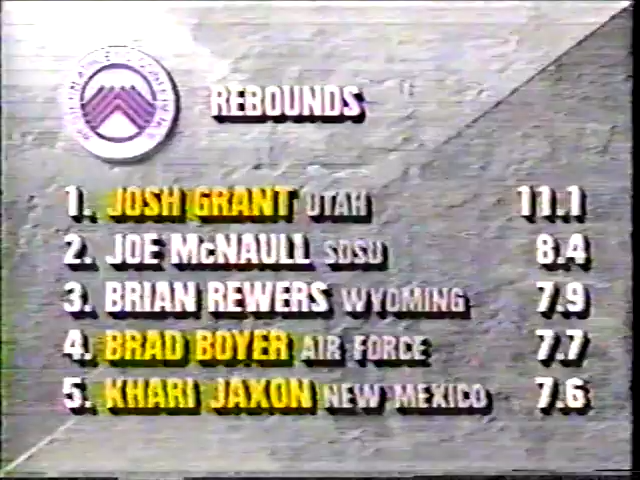 REBOUNDS
1. JOSH GRANT UTAH 11.1
2. JOE McNAULL SDSU 8.4
3. BRIAN REWERS WYOMING 7.9
4. BRAD BOYER AIR FORCE 7.7
5. KHARI JAXON NEW MEXICO 7.6